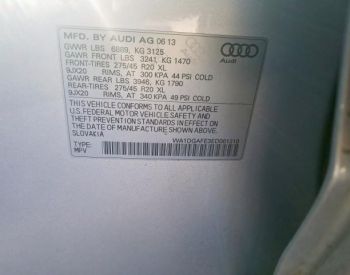 MFD. BY AUDI AG 06 13
GVWR LBS 6889, KG 3125
GAWR FRONT LBS 3241, KG 1470
FRONT-TIRES 275/45 R20 XL
9JX20 RIMS, AT 300 KPA 44 PSI COLD
GAWR REAR LBS 3946, KG 1790
REAR-TIRES 275/45 R20 XL
9JX20 RIMS, AT 340 KPA 49 PSI COLD
THIS VEHICLE CONFORMS TO ALL APPLICABLE
U.S. FEDERAL MOTOR VEHICLE SAFETY AND
BUMPER STANDARDS IN EFFECT ON THE DATE OF
MANUFACTURE SHOWN ABOVE.
SLOVAKIA
TYPE:
MPV
Audi